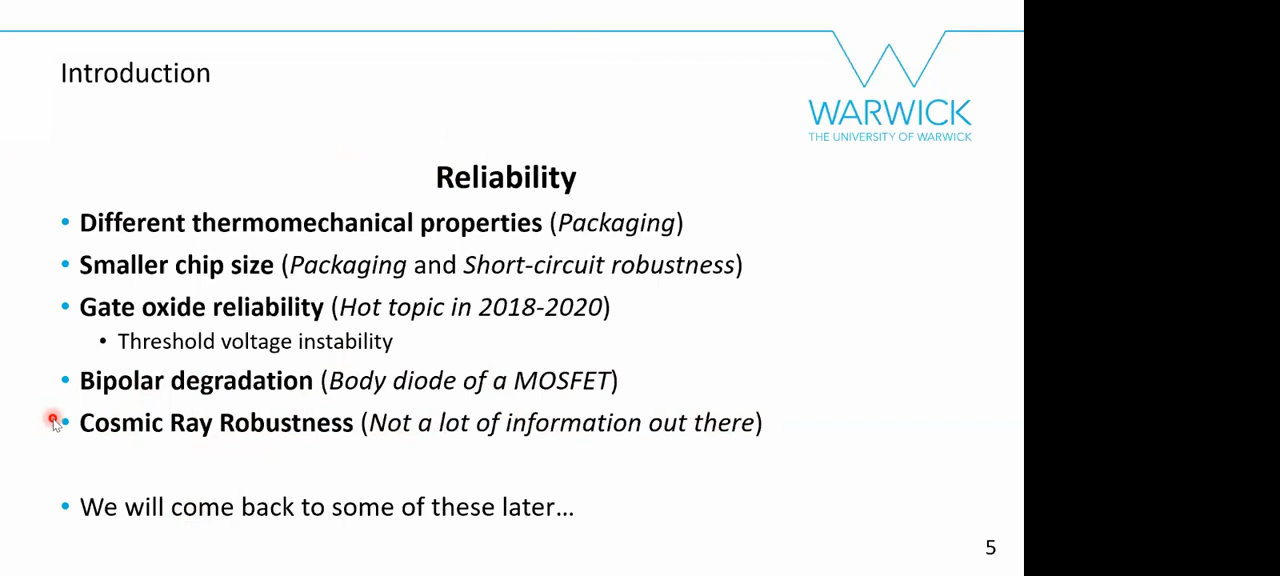 Introduction
WARWICK
THE UNIVERSITY OF WARWICK
Reliability
• Different thermomechanical properties (Packaging)
• Smaller chip size (Packaging and Short-circuit robustness)
• Gate oxide reliability (Hot topic in 2018-2020)
• Threshold voltage instability
• Bipolar degradation (Body diode of a MOSFET)
• Cosmic Ray Robustness (Not a lot of information out there)
• We will come back to some of these later…
5